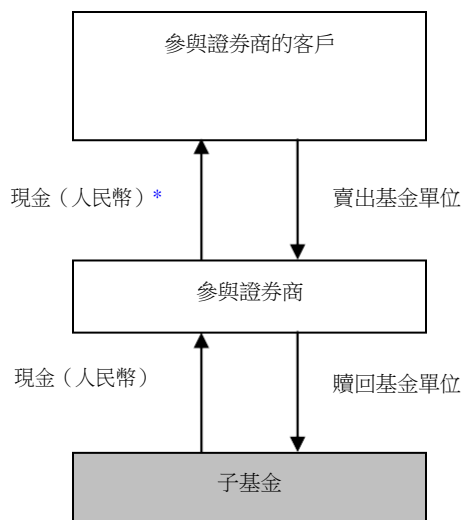 參與證券商的客戶
現金（人民幣）*
賣出基金單位
參與證券商
現金（人民幣）
贖回基金單位
子基金